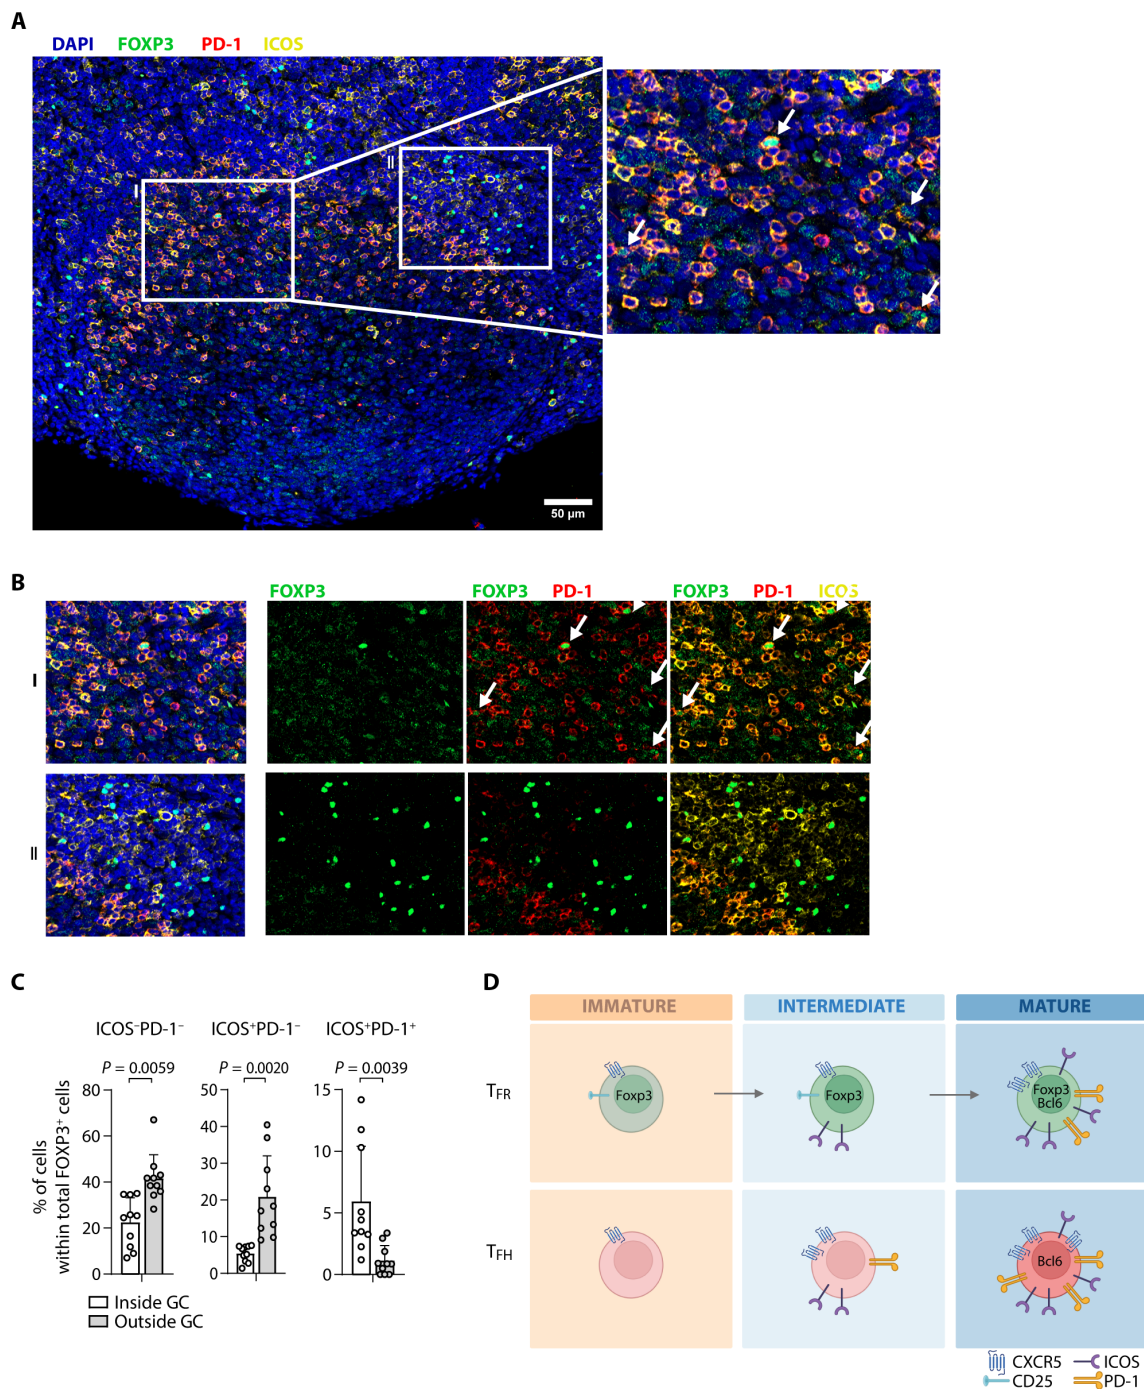 A
DAPI FOXP3 PD-1 ICOS
I
II
50 µm
B
FOXP3
FOXP3 PD-1
FOXP3 PD-1 ICOS
I
II
C
ICOS⁻PD-1⁻
ICOS⁺PD-1⁻
ICOS⁺PD-1⁺
P = 0.0059
P = 0.0020
P = 0.0039
% of cells
within total FOXP3⁺ cells
80
60
40
20
0
50
40
30
20
10
0
15
10
5
0
Inside GC
Outside GC
D
IMMATURE INTERMEDIATE MATURE
TFR
Foxp3
Foxp3
Foxp3
Bcl6
TFH
Bcl6
CXCR5 ICOS
CD25 PD-1